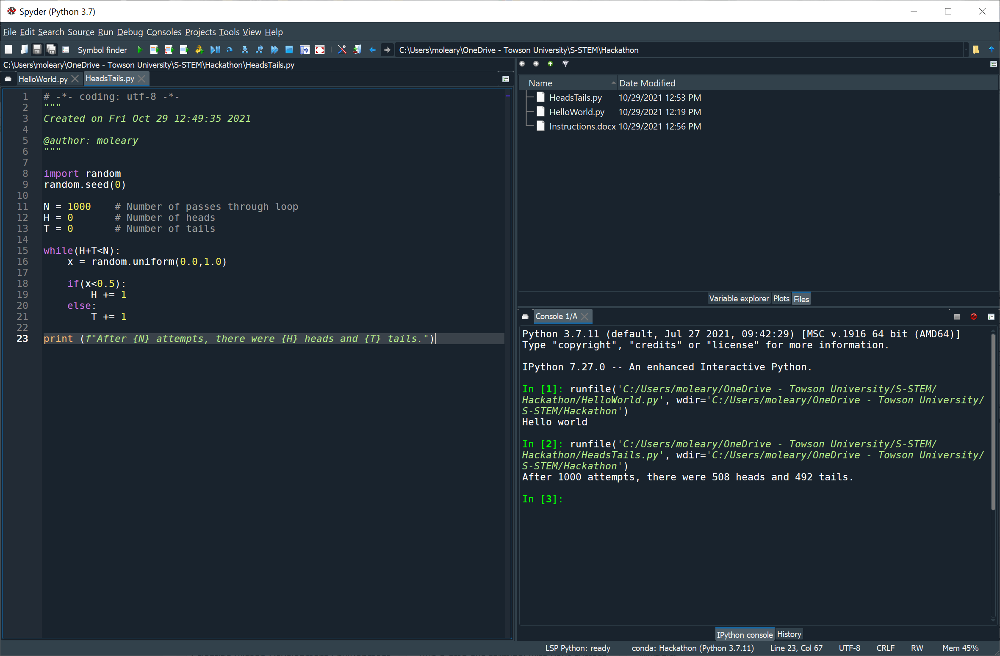 Spyder (Python 3.7)
File Edit Search Source Run Debug Consoles Projects Tools View Help
Symbol finder
C:\Users\moleary\OneDrive - Towson University\S-STEM\Hackathon
C:\Users\moleary\OneDrive - Towson University\S-STEM\Hackathon\HeadsTails.py
HelloWorld.py
HeadsTails.py
1 # -*- coding: utf-8 -*-
2 """
3 Created on Fri Oct 29 12:49:35 2021
4
5 @author: moleary
6 """
7
8 import random
9 random.seed(0)
10
11 N = 1000    # Number of passes through loop
12 H = 0       # Number of heads
13 T = 0       # Number of tails
14
15 while(H+T<N):
16     x = random.uniform(0.0,1.0)
17
18     if(x<0.5):
19         H += 1
20     else:
21         T += 1
22
23 print (f"After {N} attempts, there were {H} heads and {T} tails.")
Name Date Modified
HeadsTails.py 10/29/2021 12:53 PM
HelloWorld.py 10/29/2021 12:19 PM
Instructions.docx 10/29/2021 12:56 PM
Variable explorer Plots Files
Console 1/A
Python 3.7.11 (default, Jul 27 2021, 09:42:29) [MSC v.1916 64 bit (AMD64)]
Type "copyright", "credits" or "license" for more information.
IPython 7.27.0 -- An enhanced Interactive Python.
In [1]: runfile('C:/Users/moleary/OneDrive - Towson University/S-STEM/
Hackathon/HelloWorld.py', wdir='C:/Users/moleary/OneDrive - Towson University/
S-STEM/Hackathon')
Hello world
In [2]: runfile('C:/Users/moleary/OneDrive - Towson University/S-STEM/
Hackathon/HeadsTails.py', wdir='C:/Users/moleary/OneDrive - Towson University/
S-STEM/Hackathon')
After 1000 attempts, there were 508 heads and 492 tails.
In [3]:
IPython console History
LSP Python: ready conda: Hackathon (Python 3.7.11) Line 23, Col 67 UTF-8 CRLF RW Mem 45%